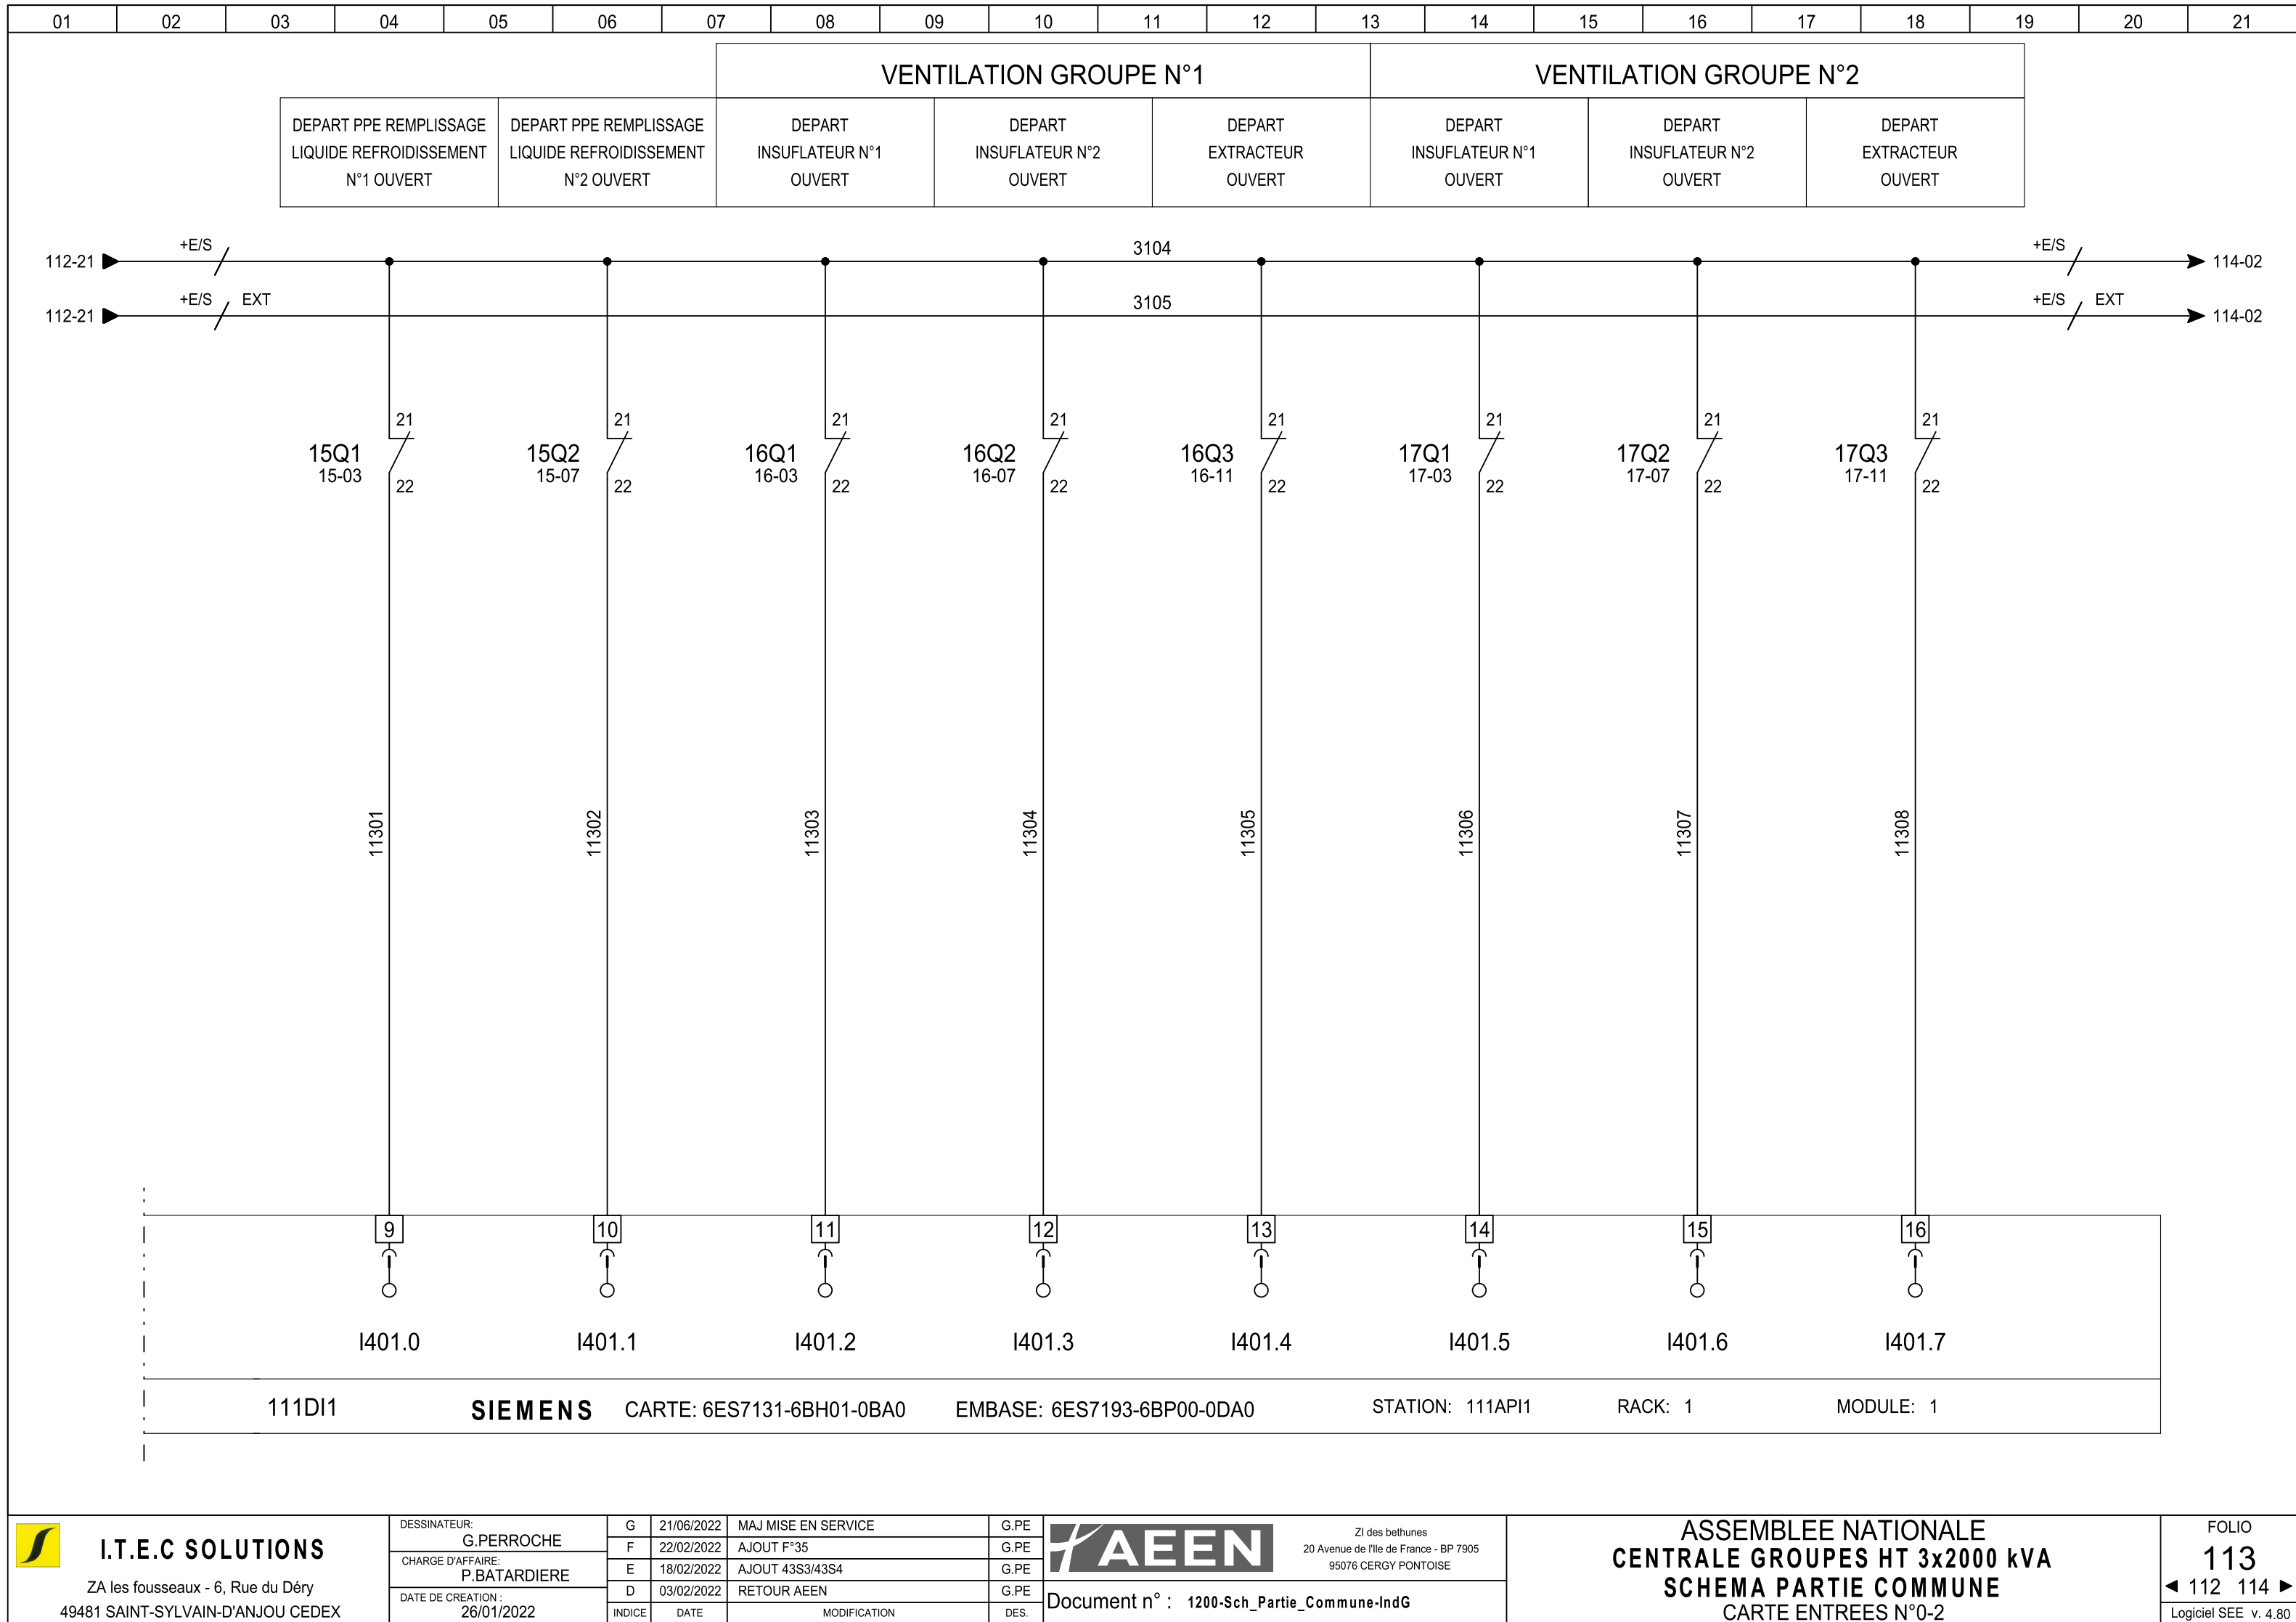 01 02 03 04 05 06 07 08 09 10 11 12 13 14 15 16 17 18 19 20 21
VENTILATION GROUPE N°1
VENTILATION GROUPE N°2
DEPART PPE REMPLISSAGE
LIQUIDE REFROIDISSEMENT
N°1 OUVERT
DEPART PPE REMPLISSAGE
LIQUIDE REFROIDISSEMENT
N°2 OUVERT
DEPART
INSUFLATEUR N°1
OUVERT
DEPART
INSUFLATEUR N°2
OUVERT
DEPART
EXTRACTEUR
OUVERT
DEPART
INSUFLATEUR N°1
OUVERT
DEPART
INSUFLATEUR N°2
OUVERT
DEPART
EXTRACTEUR
OUVERT
112-21 +E/S 3104 +E/S 114-02
112-21 +E/S EXT 3105 +E/S EXT 114-02
21 21 21 21 21 21 21 21
15Q1 15Q2 16Q1 16Q2 16Q3 17Q1 17Q2 17Q3
15-03 15-07 16-03 16-07 16-11 17-03 17-07 17-11
22 22 22 22 22 22 22 22
11301 11302 11303 11304 11305 11306 11307 11308
9 10 11 12 13 14 15 16
I401.0 I401.1 I401.2 I401.3 I401.4 I401.5 I401.6 I401.7
111DI1 SIEMENS CARTE: 6ES7131-6BH01-0BA0 EMBASE: 6ES7193-6BP00-0DA0 STATION: 111API1 RACK: 1 MODULE: 1
I.T.E.C SOLUTIONS
ZA les fousseaux - 6, Rue du Déry
49481 SAINT-SYLVAIN-D'ANJOU CEDEX
DESSINATEUR:
G.PERROCHE
CHARGE D'AFFAIRE:
P.BATARDIERE
DATE DE CREATION :
26/01/2022
G 21/06/2022 MAJ MISE EN SERVICE G.PE
F 22/02/2022 AJOUT F°35 G.PE
E 18/02/2022 AJOUT 43S3/43S4 G.PE
D 03/02/2022 RETOUR AEEN G.PE
INDICE DATE MODIFICATION DES.
AEEN
ZI des bethunes
20 Avenue de l'Ile de France - BP 7905
95076 CERGY PONTOISE
Document n° : 1200-Sch_Partie_Commune-IndG
ASSEMBLEE NATIONALE
CENTRALE GROUPES HT 3x2000 kVA
SCHEMA PARTIE COMMUNE
CARTE ENTREES N°0-2
FOLIO
113
112 114
Logiciel SEE v. 4.80